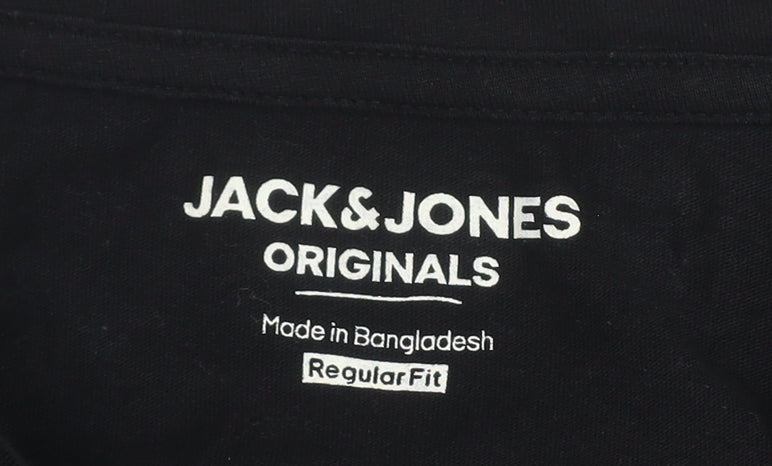 JACK&JONES
ORIGINALS
Made in Bangladesh
Regular Fit